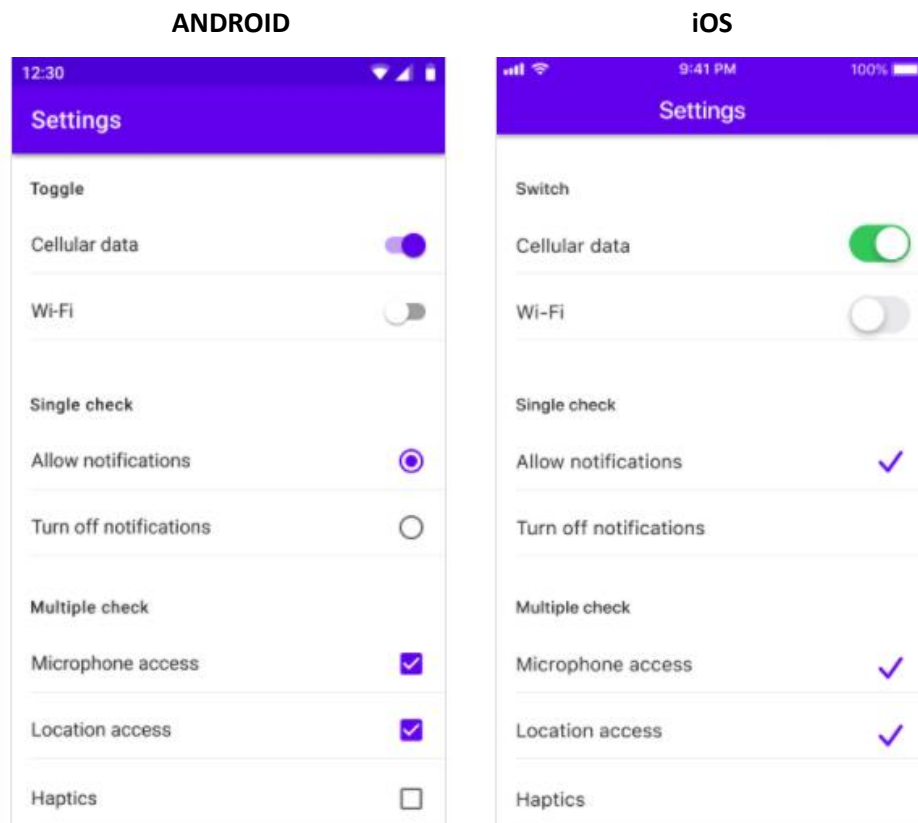 ANDROID
12:30
Settings
Toggle
Cellular data
Wi-Fi
Single check
Allow notifications
Turn off notifications
Multiple check
Microphone access
Location access
Haptics
iOS
9:41 PM
100%
Settings
Switch
Cellular data
Wi-Fi
Single check
Allow notifications
Turn off notifications
Multiple check
Microphone access
Location access
Haptics